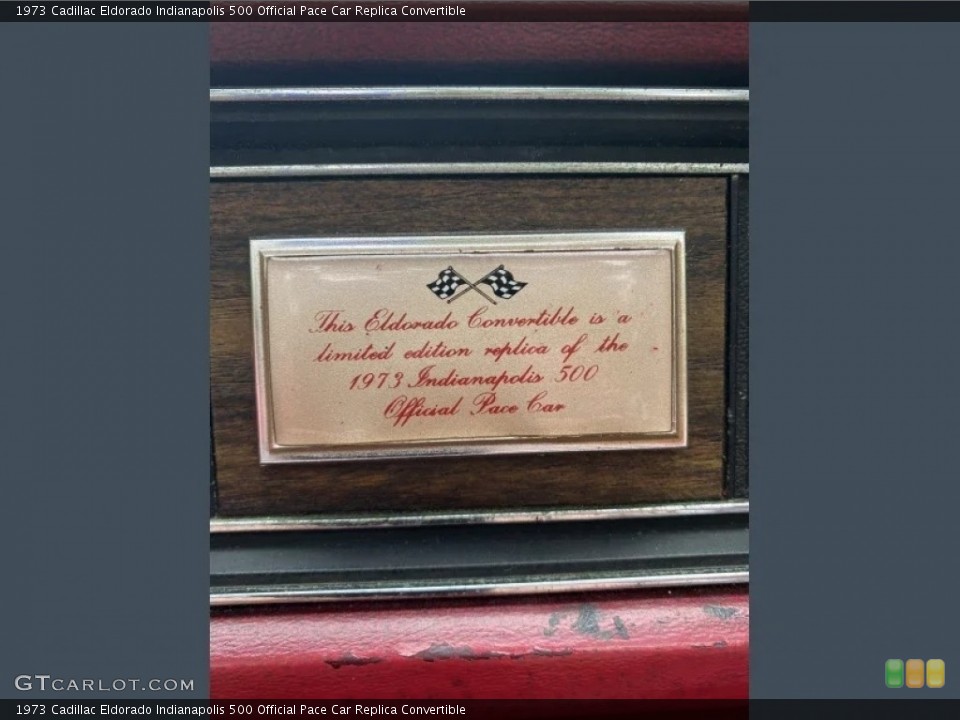 1973 Cadillac Eldorado Indianapolis 500 Official Pace Car Replica Convertible
This Eldorado Convertible is a
limited edition replica of the
1973 Indianapolis 500
Official Pace Car
GTCARLOT.COM
1973 Cadillac Eldorado Indianapolis 500 Official Pace Car Replica Convertible